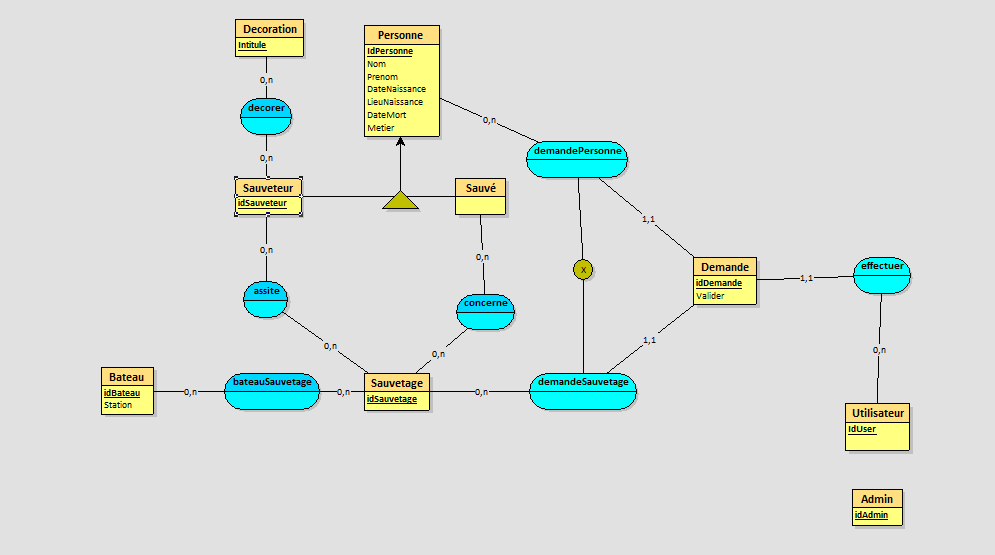 Decoration
Intitule
Personne
IdPersonne
Nom
Prenom
DateNaissance
LieuNaissance
DateMort
Metier
0,n
decorer
0,n
0,n
demandePersonne
Sauveteur
idSauveteur
Sauvé
1,1
0,n
0,n
X
Demande
idDemande
Valider
1,1
effectuer
assite
concerne
0,n
0,n
1,1
0,n
Bateau
idBateau
Station
0,n
bateauSauvetage
0,n
Sauvetage
idSauvetage
0,n
demandeSauvetage
Utilisateur
IdUser
Admin
idAdmin